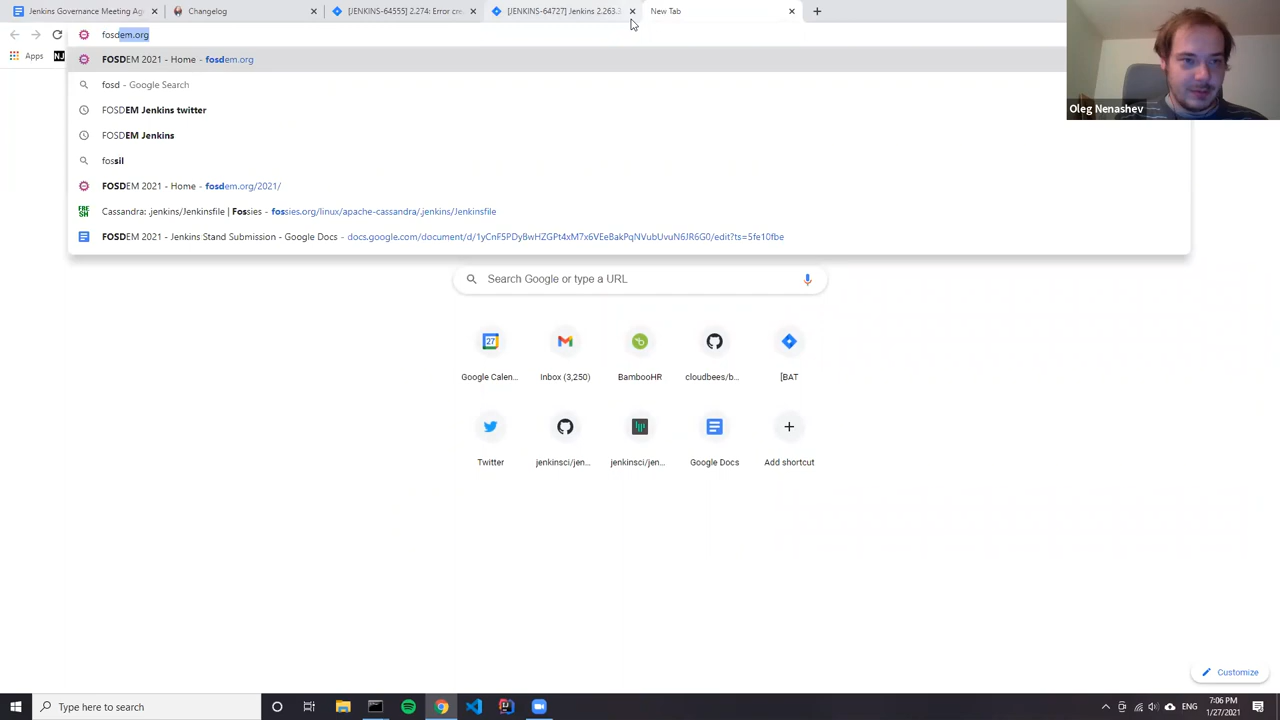 Jenkins Governance Meeting Ag
Changelog
[JENKINS-64555] 2.274: Error cre
[JENKINS-64727] Jenkins 2.263.3
New Tab
fosdem.org
Apps
NJ
FOSDEM 2021 - Home - fosdem.org
fosd - Google Search
FOSDEM Jenkins twitter
FOSDEM Jenkins
fossil
FOSDEM 2021 - Home - fosdem.org/2021/
FRE SH
Cassandra: .jenkins/Jenkinsfile | Fossies - fossies.org/linux/apache-cassandra/.jenkins/Jenkinsfile
FOSDEM 2021 - Jenkins Stand Submission - Google Docs - docs.google.com/document/d/1yCnF5PDyBwHZGPt4xM7x6VEeBakPqNVubUvuN6JR6G0/edit?ts=5fe10fbe
Oleg Nenashev
Search Google or type a URL
27
Google Calen...
Inbox (3,250)
BambooHR
cloudbees/b...
[BAT
Twitter
jenkinsci/jen...
jenkinsci/jen...
Google Docs
Add shortcut
Customize
Type here to search
7:06 PM
1/27/2021